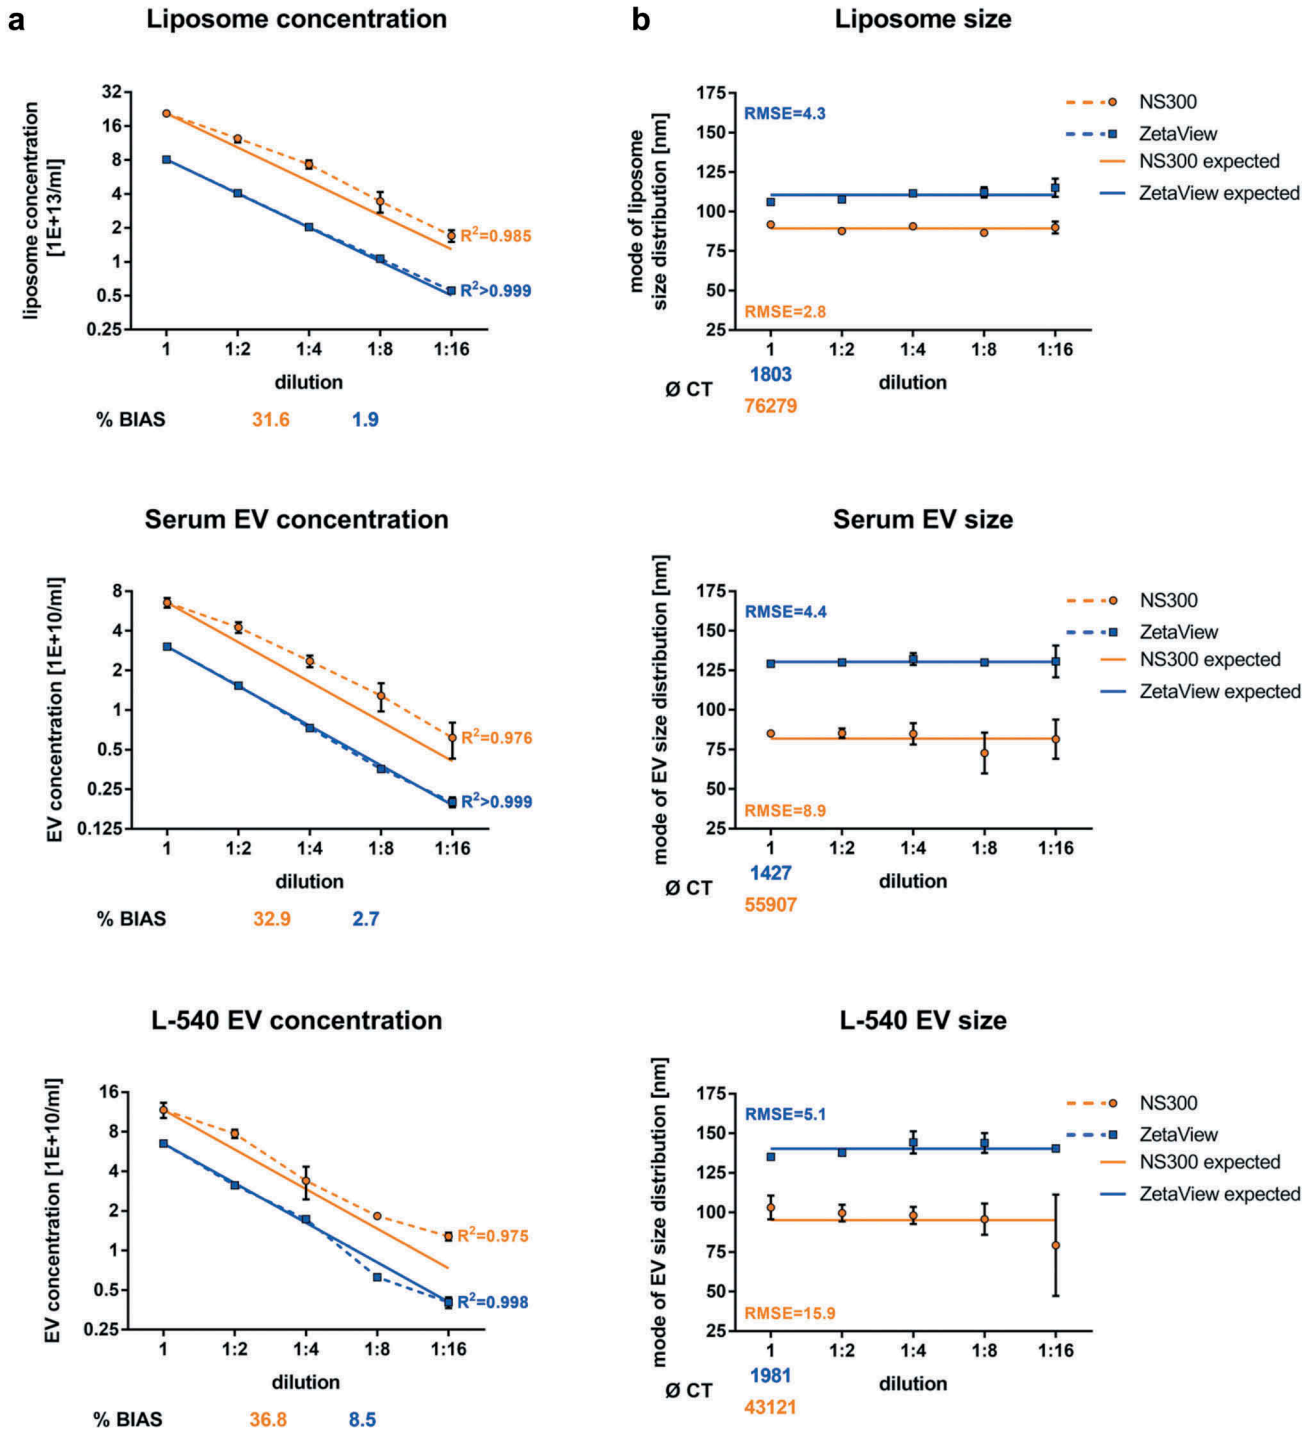 a
Liposome concentration
liposome concentration
[1E+13/ml]
32
16
8
4
2
1
0.5
0.25
R²=0.985
R²>0.999
1 1:2 1:4 1:8 1:16
dilution
% BIAS 31.6 1.9
b
Liposome size
mode of liposome
size distribution [nm]
175
150
125
100
75
50
25
RMSE=4.3
RMSE=2.8
NS300
ZetaView
NS300 expected
ZetaView expected
1 1:2 1:4 1:8 1:16
dilution
Ø CT
1803
76279
Serum EV concentration
EV concentration [1E+10/ml]
8
4
2
1
0.5
0.25
0.125
R²=0.976
R²>0.999
1 1:2 1:4 1:8 1:16
dilution
% BIAS 32.9 2.7
Serum EV size
mode of EV size distribution [nm]
175
150
125
100
75
50
25
RMSE=4.4
RMSE=8.9
NS300
ZetaView
NS300 expected
ZetaView expected
1 1:2 1:4 1:8 1:16
dilution
Ø CT
1427
55907
L-540 EV concentration
EV concentration [1E+10/ml]
16
8
4
2
1
0.5
0.25
R²=0.975
R²=0.998
1 1:2 1:4 1:8 1:16
dilution
% BIAS 36.8 8.5
L-540 EV size
mode of EV size distribution [nm]
175
150
125
100
75
50
25
RMSE=5.1
RMSE=15.9
NS300
ZetaView
NS300 expected
ZetaView expected
1 1:2 1:4 1:8 1:16
dilution
Ø CT
1981
43121